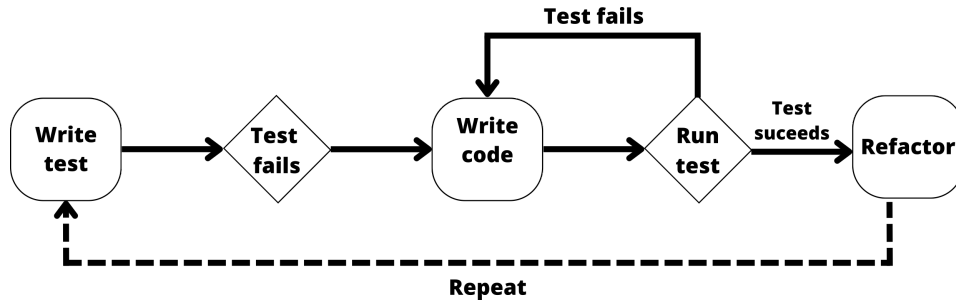 Test fails
Write
test
Test
fails
Write
code
Run
test
Test
suceeds
Refactor
Repeat